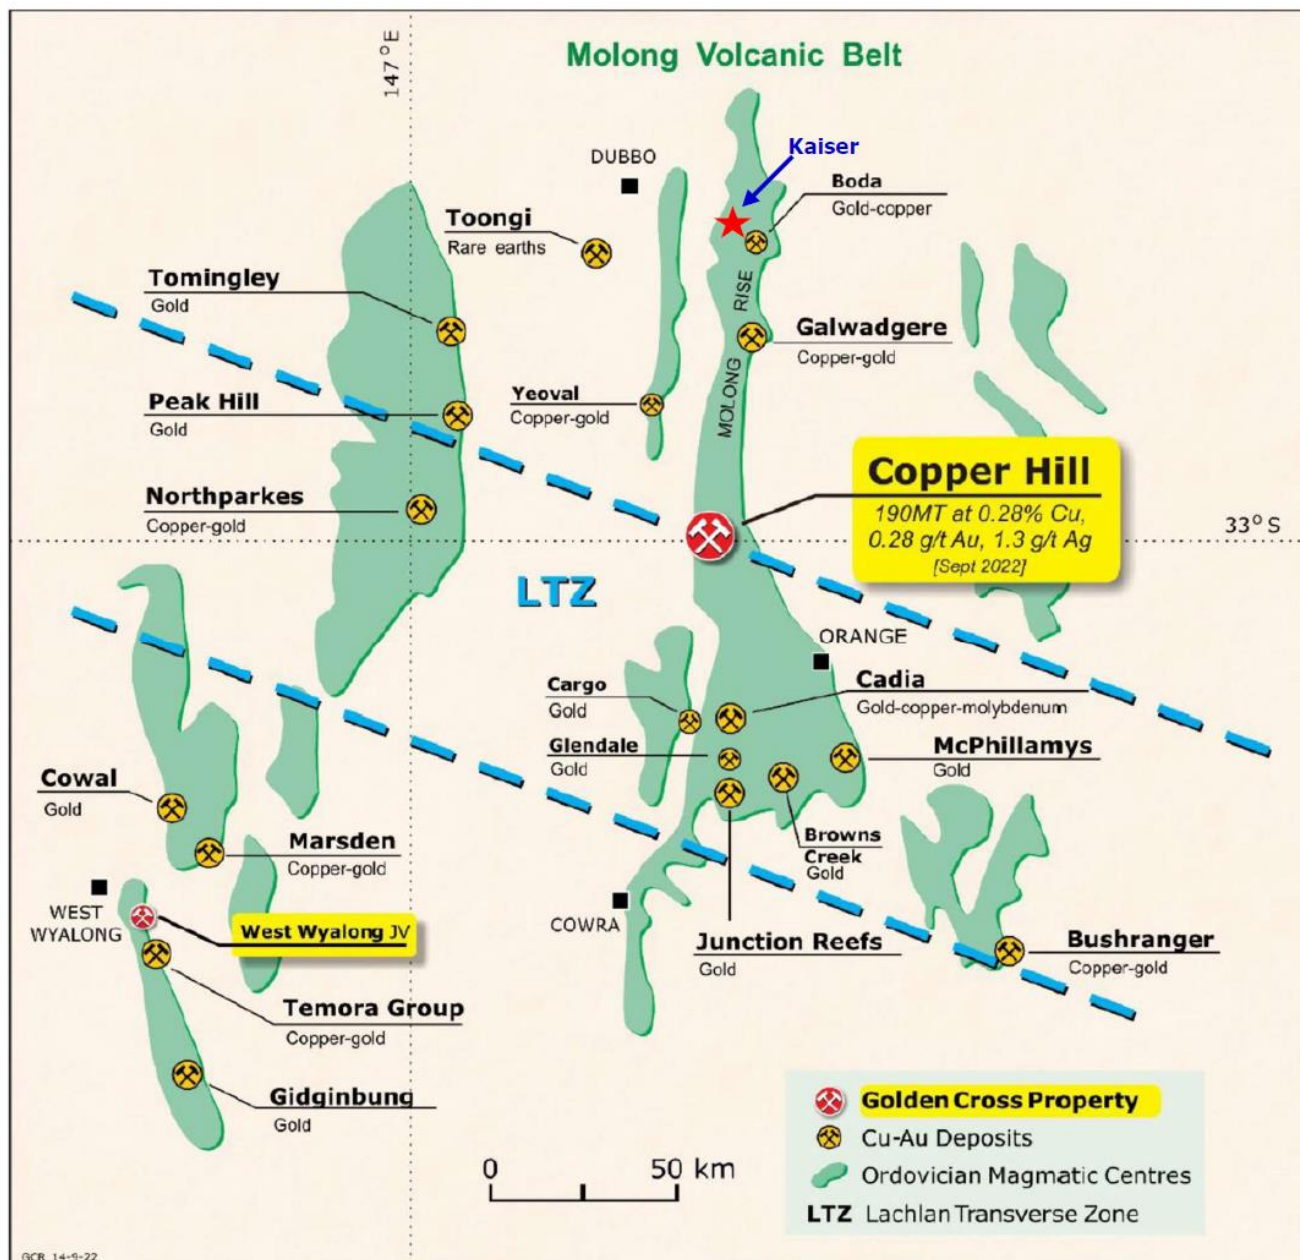 Molong Volcanic Belt
147°E
Kaiser
DUBBO
Boda
Gold-copper
Toongi
Rare earths
Tomingley
Gold
RISE
MOLONG
Galwadgere
Copper-gold
Peak Hill
Gold
Yeoval
Copper-gold
Copper Hill
190MT at 0.28% Cu,
0.28 g/t Au, 1.3 g/t Ag
[Sept 2022]
Northparkes
Copper-gold
33°S
LTZ
ORANGE
Cargo
Gold
Cadia
Gold-copper-molybdenum
Glendale
Gold
McPhillamys
Gold
Cowal
Gold
Marsden
Copper-gold
Browns
Creek
Gold
WEST
WYALONG
West Wyalong JV
COWRA
Junction Reefs
Gold
Bushranger
Copper-gold
Temora Group
Copper-gold
Gidginbung
Gold
0 50 km
Golden Cross Property
Cu-Au Deposits
Ordovician Magmatic Centres
LTZ Lachlan Transverse Zone
GCR 14-9-22